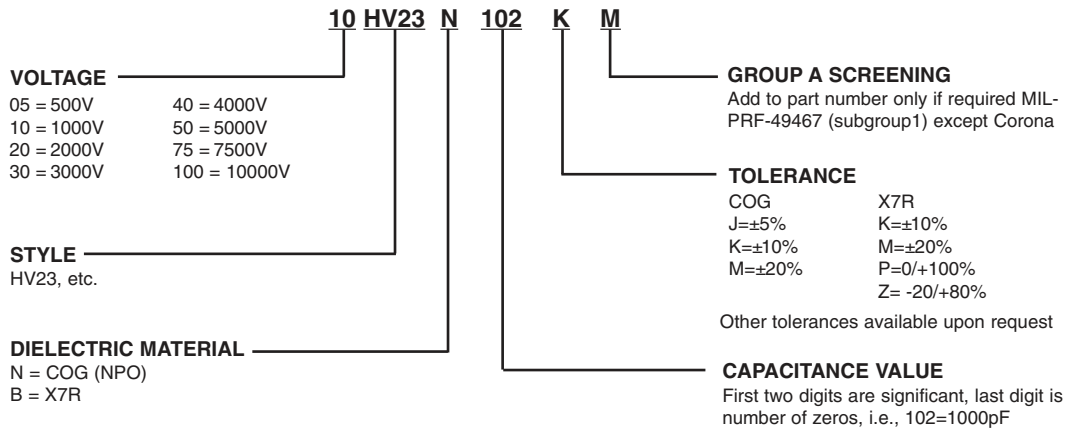 10 HV23 N 102 K M
VOLTAGE
05 = 500V 40 = 4000V
10 = 1000V 50 = 5000V
20 = 2000V 75 = 7500V
30 = 3000V 100 = 10000V
STYLE
HV23, etc.
DIELECTRIC MATERIAL
N = COG (NPO)
B = X7R
GROUP A SCREENING
Add to part number only if required MIL-
PRF-49467 (subgroup1) except Corona
TOLERANCE
COG X7R
J=±5% K=±10%
K=±10% M=±20%
M=±20% P=0/+100%
Z= -20/+80%
Other tolerances available upon request
CAPACITANCE VALUE
First two digits are significant, last digit is
number of zeros, i.e., 102=1000pF